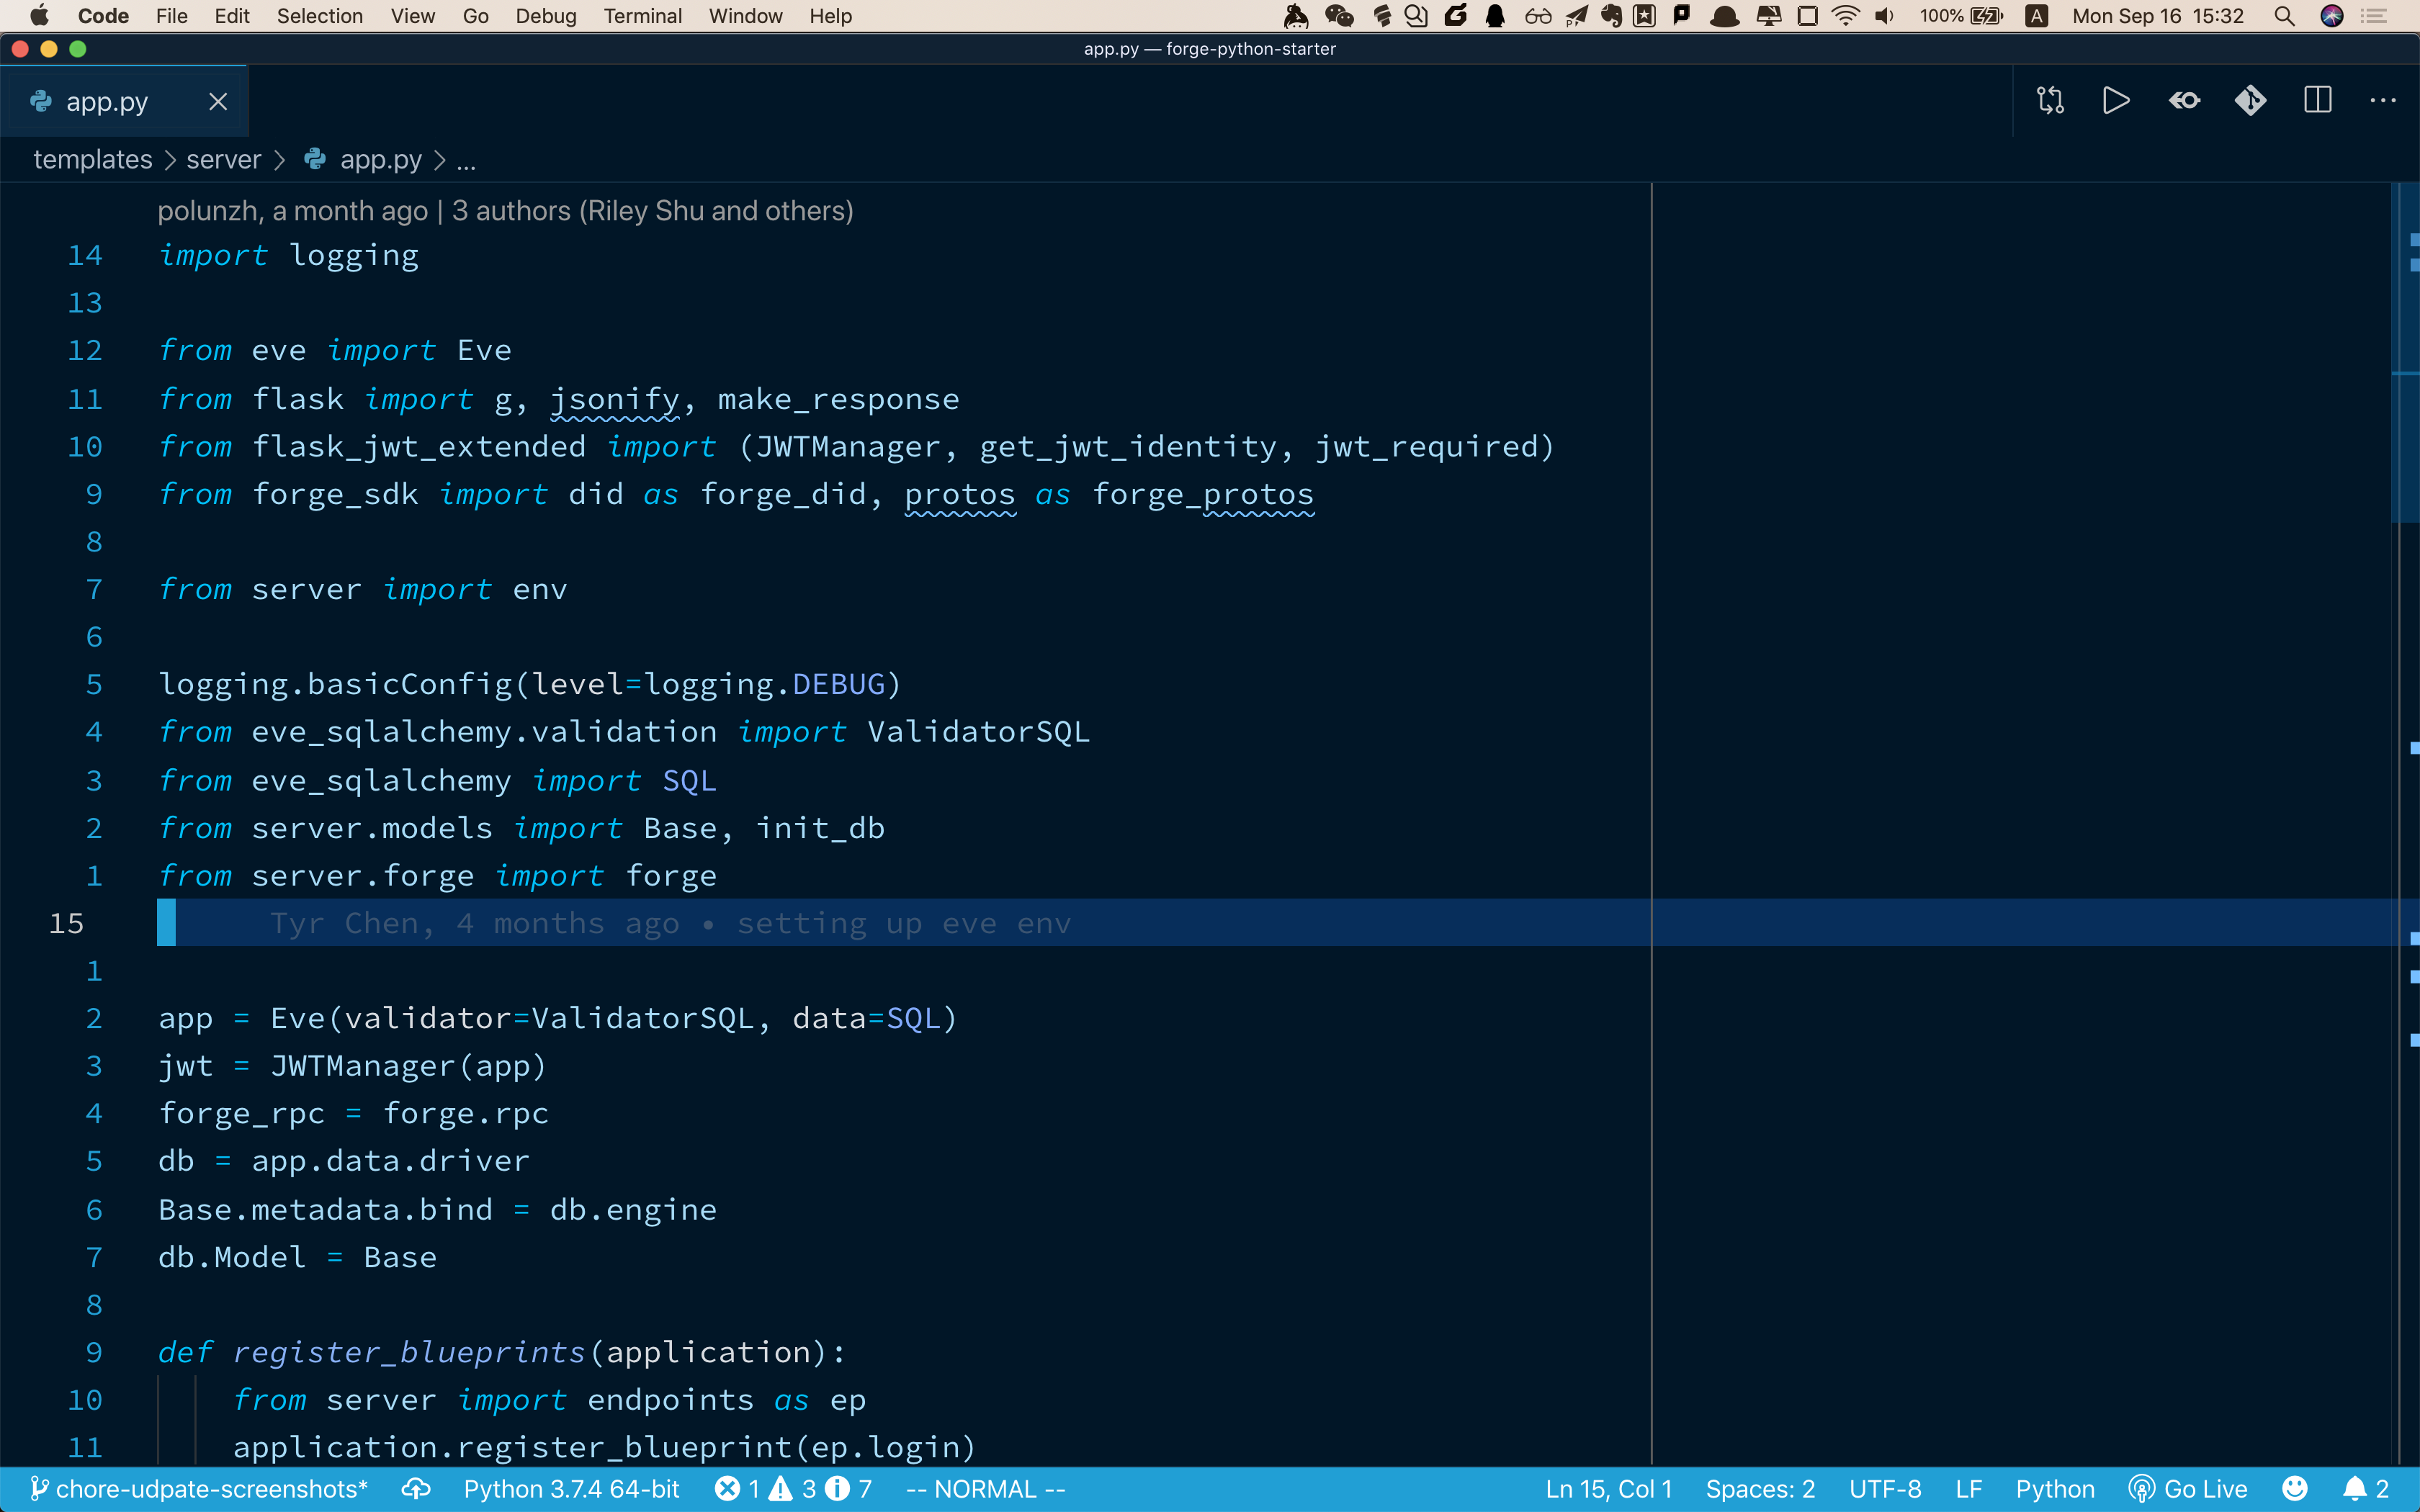 Code File Edit Selection View Go Debug Terminal Window Help 100% A Mon Sep 16 15:32
app.py — forge-python-starter
app.py
templates > server > app.py > ...
polunzh, a month ago | 3 authors (Riley Shu and others)
14 import logging
13
12 from eve import Eve
11 from flask import g, jsonify, make_response
10 from flask_jwt_extended import (JWTManager, get_jwt_identity, jwt_required)
9 from forge_sdk import did as forge_did, protos as forge_protos
8
7 from server import env
6
5 logging.basicConfig(level=logging.DEBUG)
4 from eve_sqlalchemy.validation import ValidatorSQL
3 from eve_sqlalchemy import SQL
2 from server.models import Base, init_db
1 from server.forge import forge
15 Tyr Chen, 4 months ago • setting up eve env
1
2 app = Eve(validator=ValidatorSQL, data=SQL)
3 jwt = JWTManager(app)
4 forge_rpc = forge.rpc
5 db = app.data.driver
6 Base.metadata.bind = db.engine
7 db.Model = Base
8
9 def register_blueprints(application):
10 from server import endpoints as ep
11 application.register_blueprint(ep.login)
chore-udpate-screenshots* Python 3.7.4 64-bit 1 3 7 -- NORMAL -- Ln 15, Col 1 Spaces: 2 UTF-8 LF Python Go Live 2